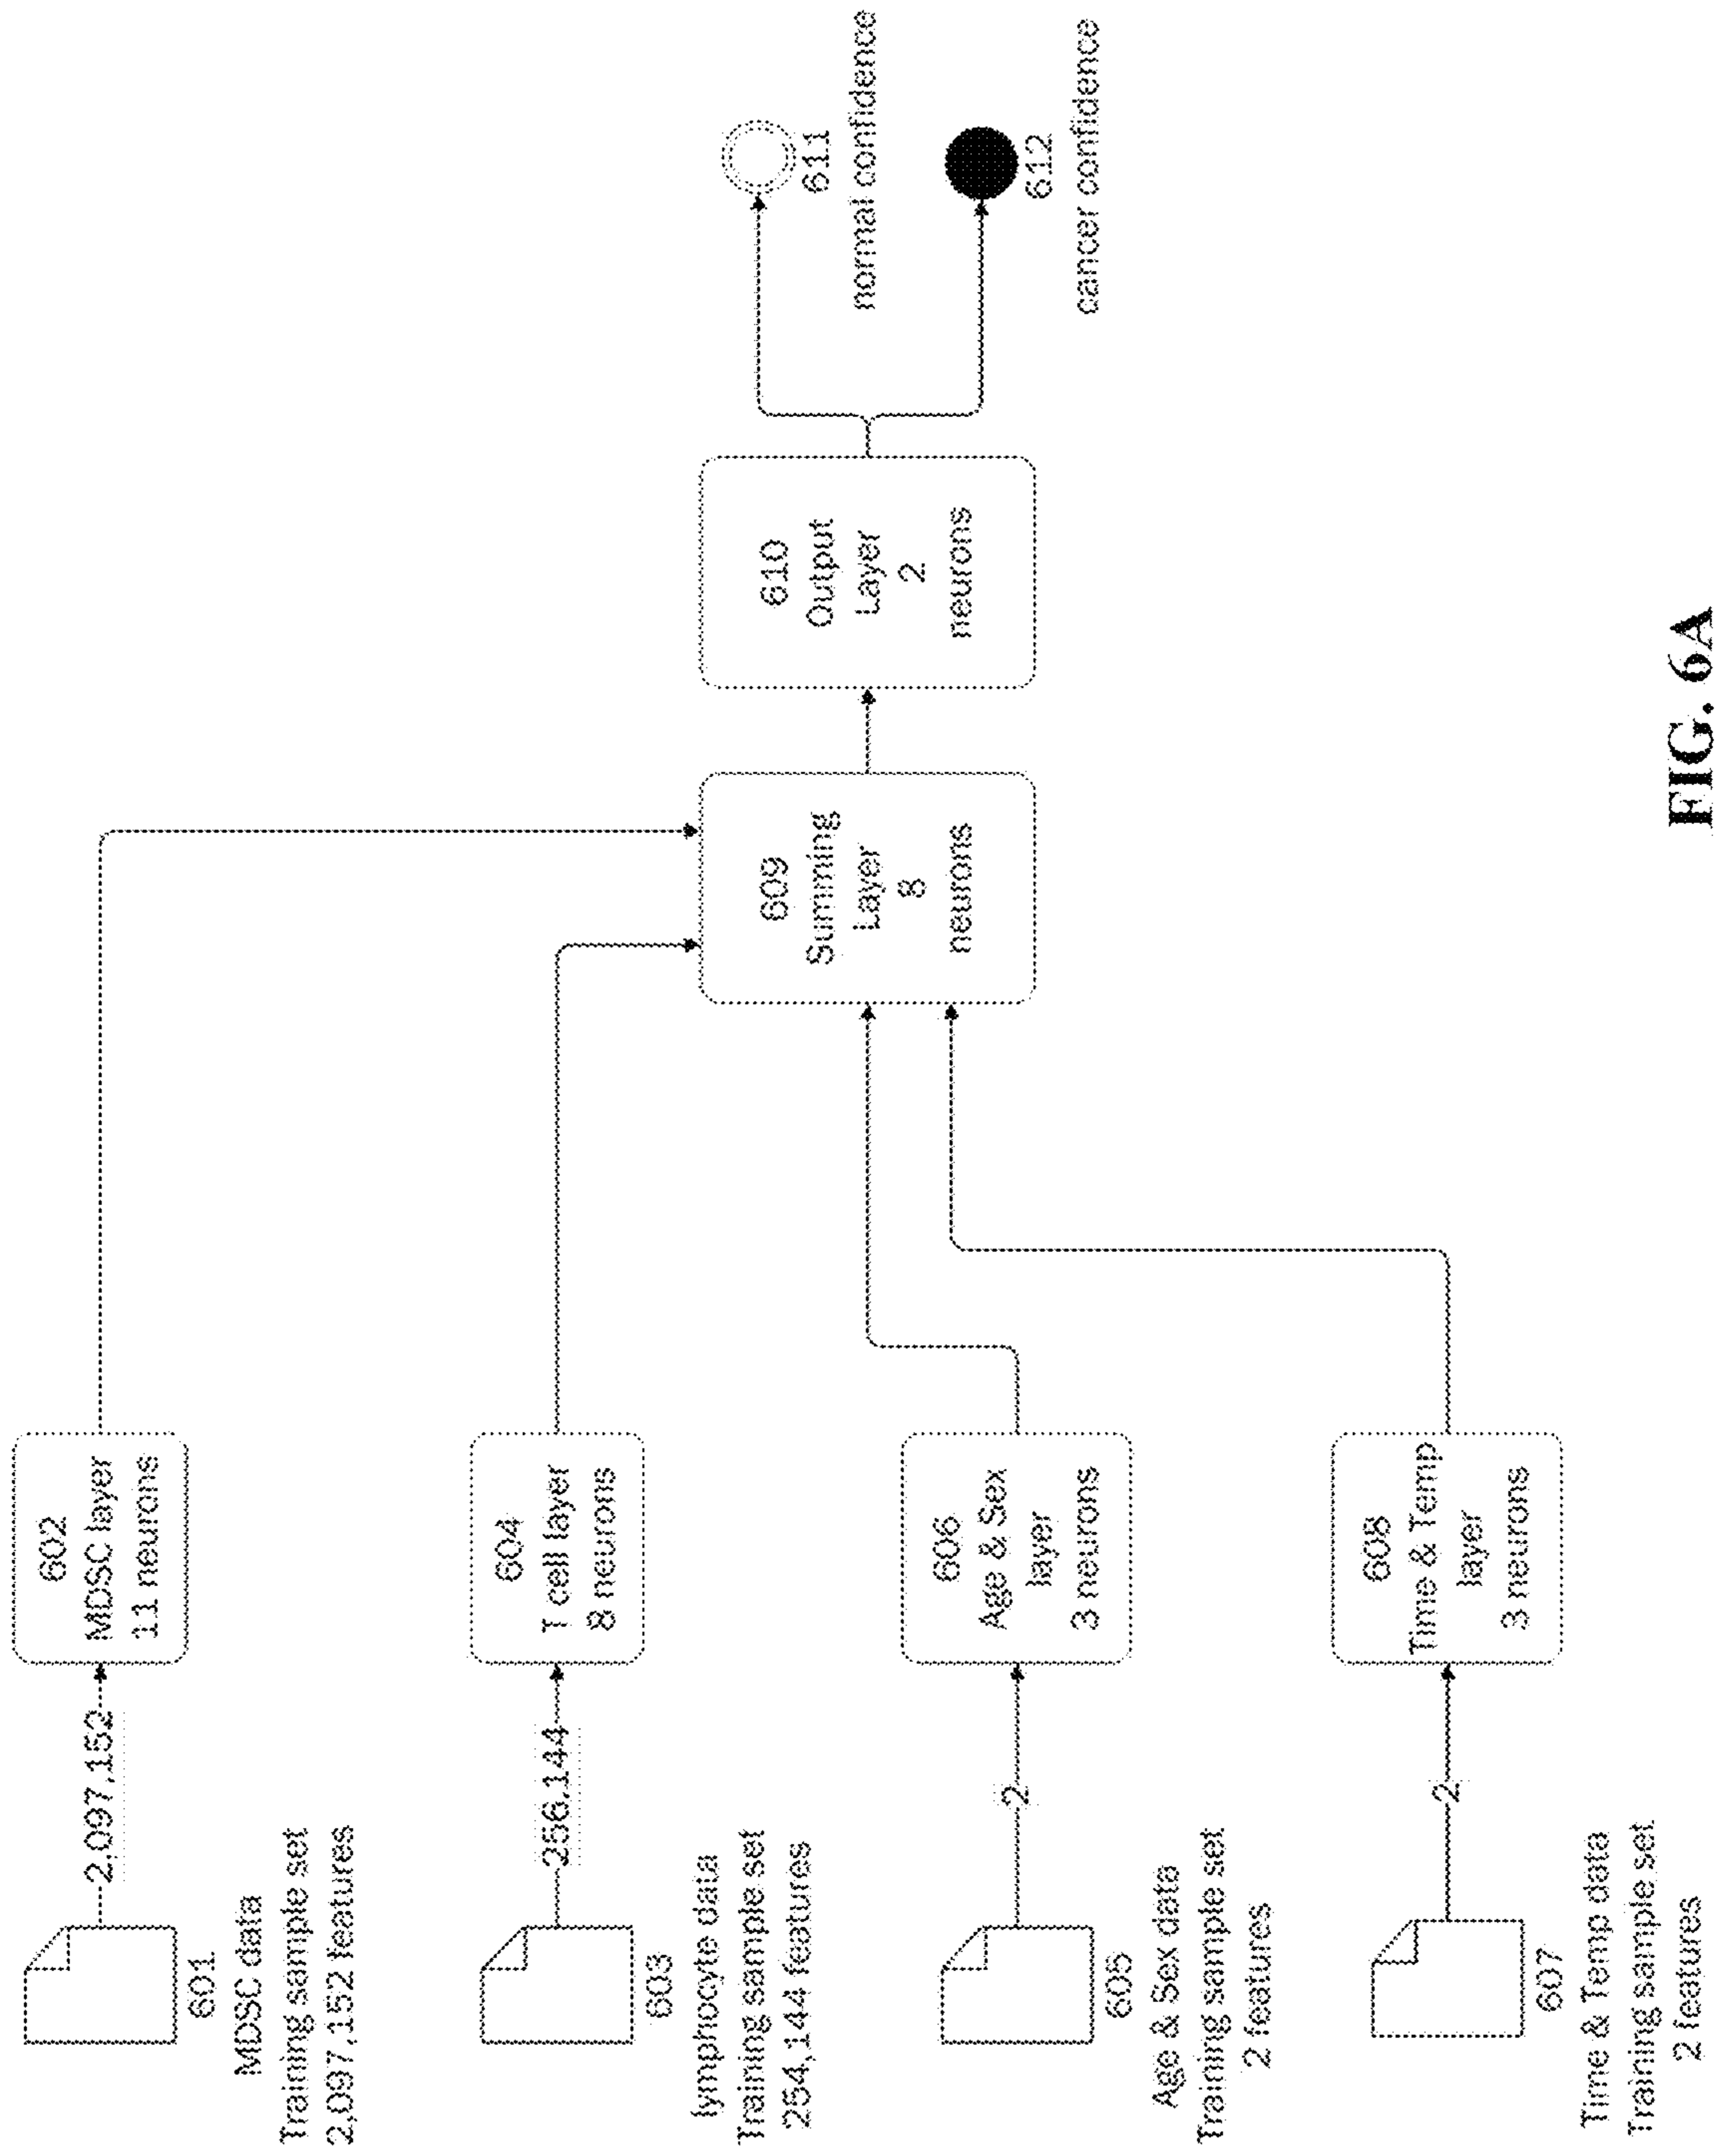 601
MDSC data
Training sample set
2,097,152 features
2,097,152
602
MDSC layer
11 neurons
603
lymphocyte data
Training sample set
254,144 features
256,144
604
T cell layer
8 neurons
605
Age & Sex data
Training sample set
2 features
2
606
Age & Sex
layer
3 neurons
607
Time & Temp data
Training sample set
2 features
2
608
Time & Temp
layer
3 neurons
609
Summing
Layer
8
neurons
610
Output
Layer
2
neurons
611
normal confidence
612
cancer confidence
FIG. 6A